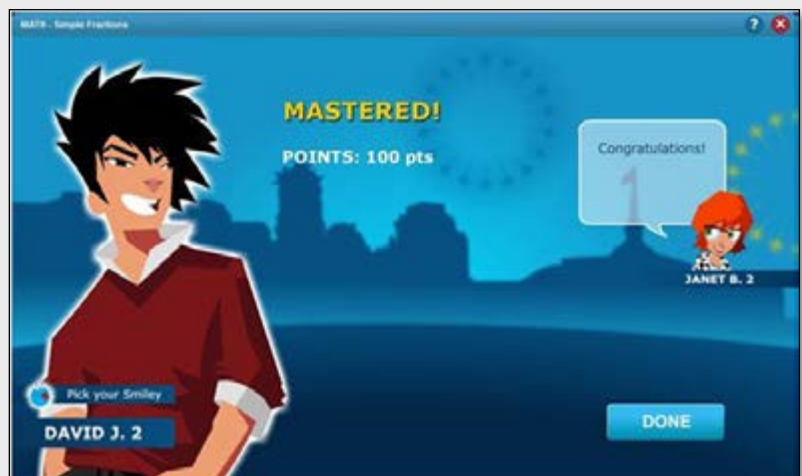 MATH - Simple Fractions
?
MASTERED!
POINTS: 100 pts
Congratulations!
JANET B. 2
Pick your Smiley
DAVID J. 2
DONE